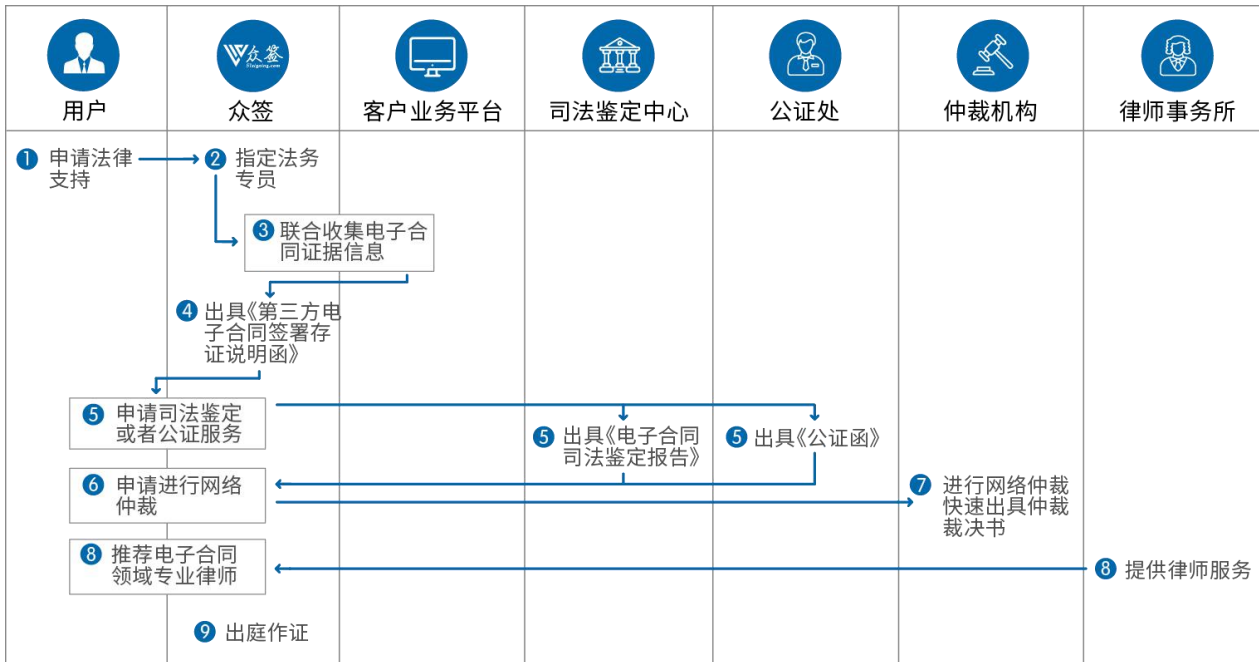 众签
用户
众签
客户业务平台
司法鉴定中心
公证处
仲裁机构
律师事务所
1 申请法律
支持
2 指定法务
专员
3 联合收集电子合
同证据信息
4 出具《第三方电
子合同签署存
证说明函》
5 申请司法鉴定
或者公证服务
5 出具《电子合同
司法鉴定报告》
5 出具《公证函》
6 申请进行网络
仲裁
7 进行网络仲裁
快速出具仲裁
裁决书
8 推荐电子合同
领域专业律师
8 提供律师服务
9 出庭作证